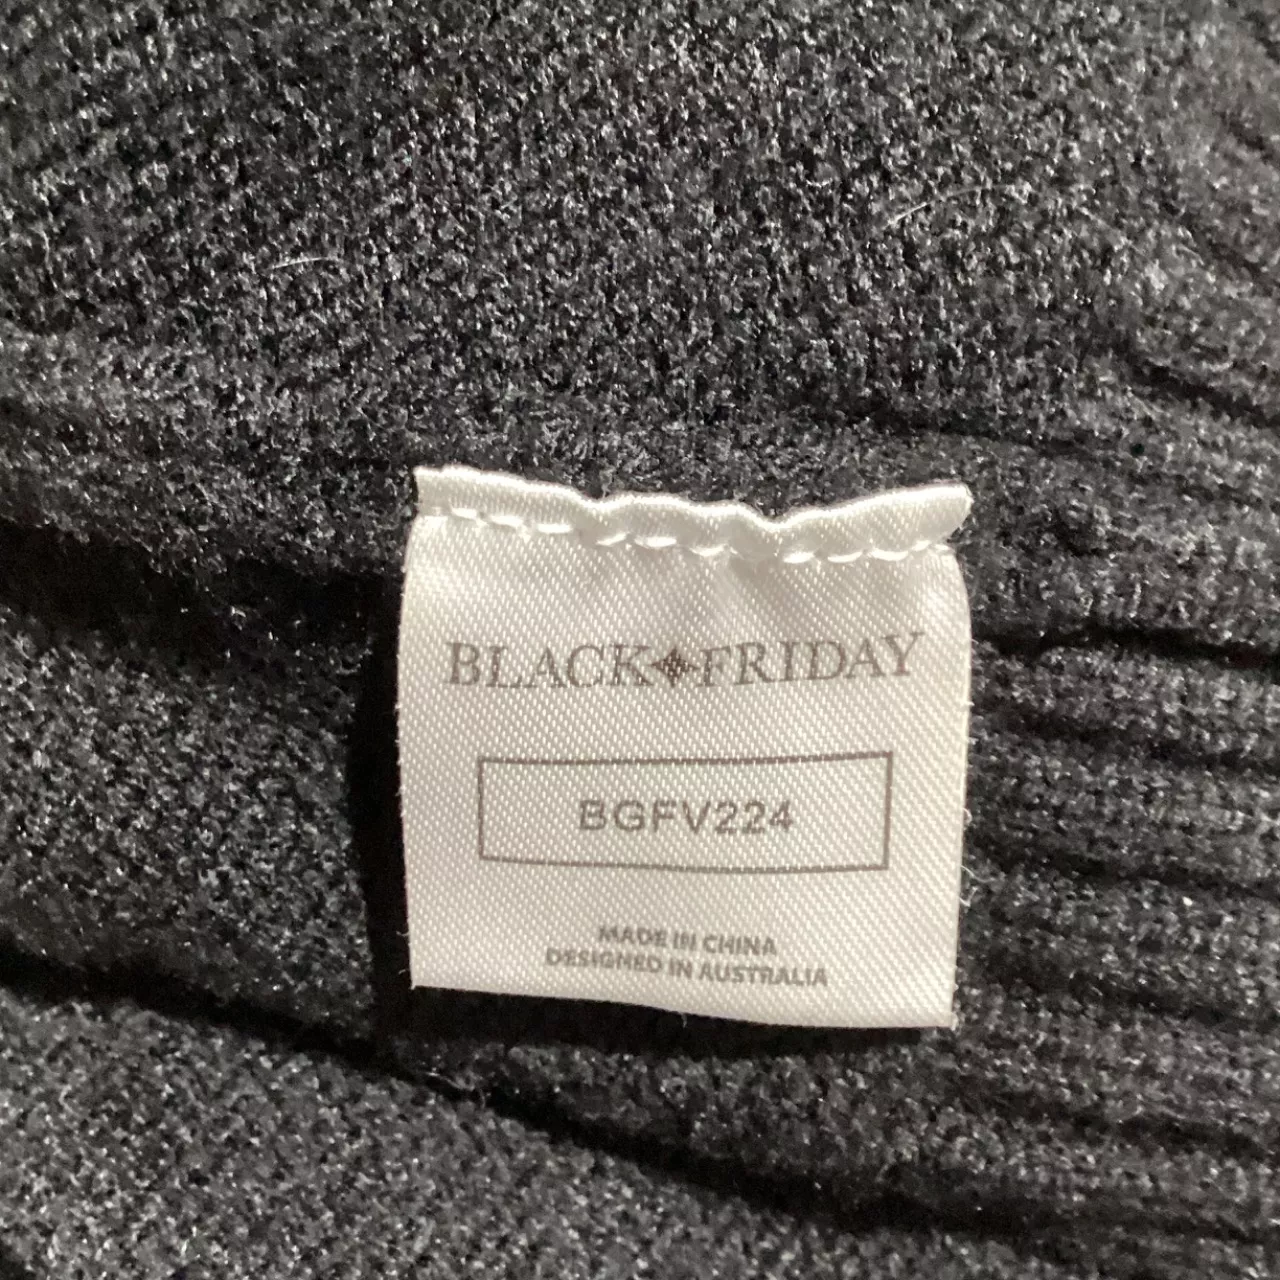 BLACK FRIDAY
BGFV224
MADE IN CHINA
DESIGNED IN AUSTRALIA